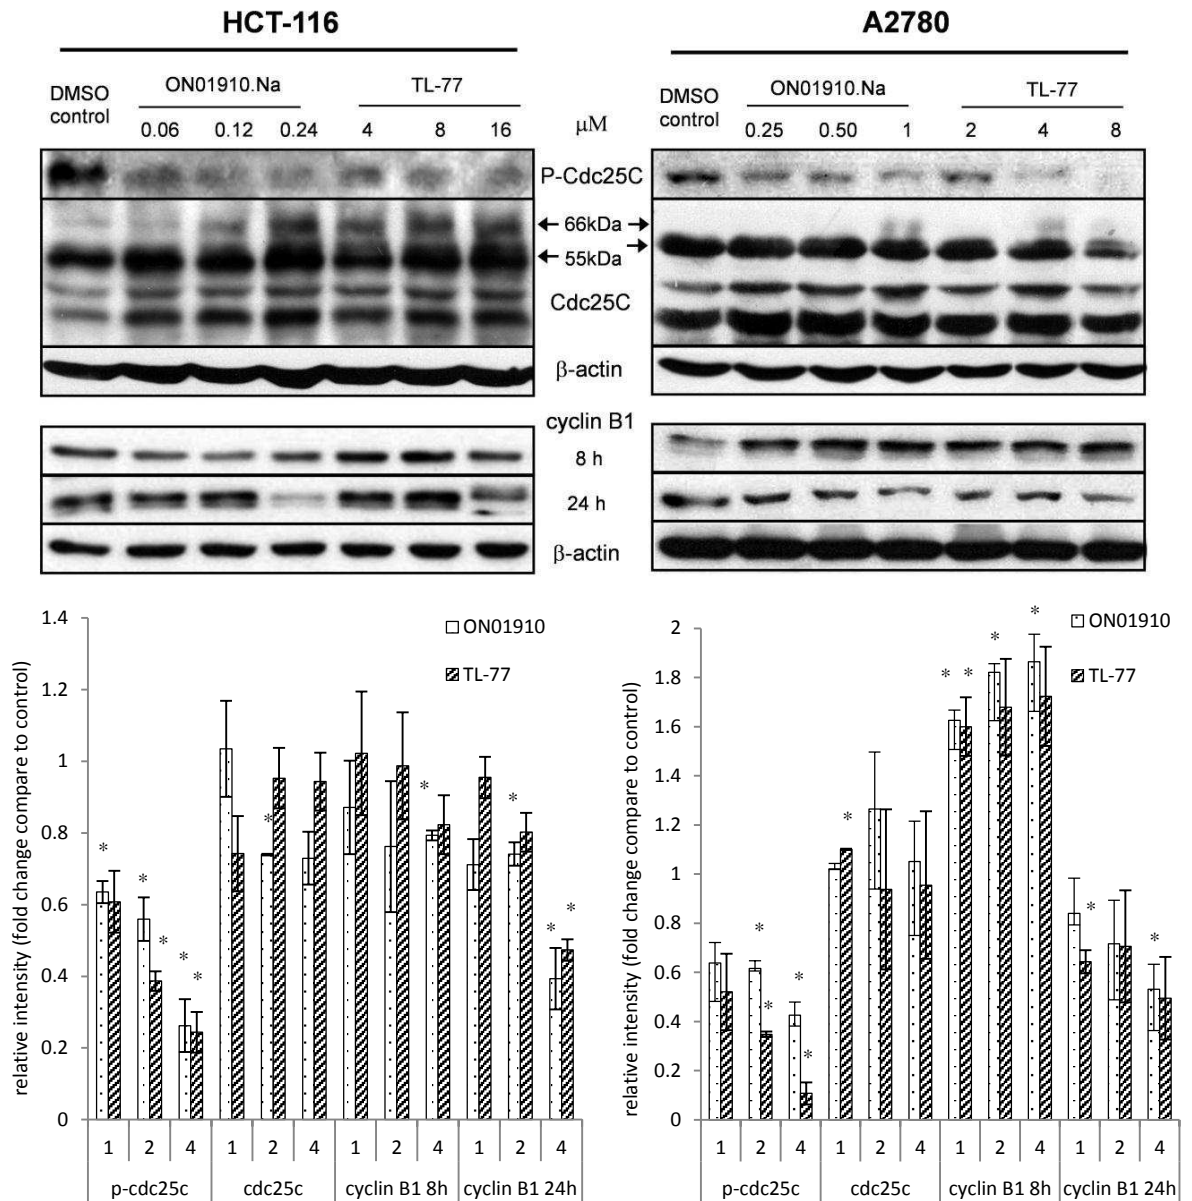 HCT-116
A2780
DMSO control
ON01910.Na
TL-77
0.06 0.12 0.24 4 8 16
μM
DMSO control
ON01910.Na
TL-77
0.25 0.50 1 2 4 8
P-Cdc25C
← 66kDa →
← 55kDa →
Cdc25C
β-actin
cyclin B1
8 h
24 h
β-actin
relative intensity (fold change compare to control)
1.4
1.2
1
0.8
0.6
0.4
0.2
0
ON01910
TL-77
* * * * * * * * * *
1 2 4 1 2 4 1 2 4 1 2 4
p-cdc25c cdc25c cyclin B1 8h cyclin B1 24h
relative intensity (fold change compare to control)
2
1.8
1.6
1.4
1.2
1
0.8
0.6
0.4
0.2
0
ON01910
TL-77
* * * * * * * * * * *
1 2 4 1 2 4 1 2 4 1 2 4
p-cdc25c cdc25c cyclin B1 8h cyclin B1 24h